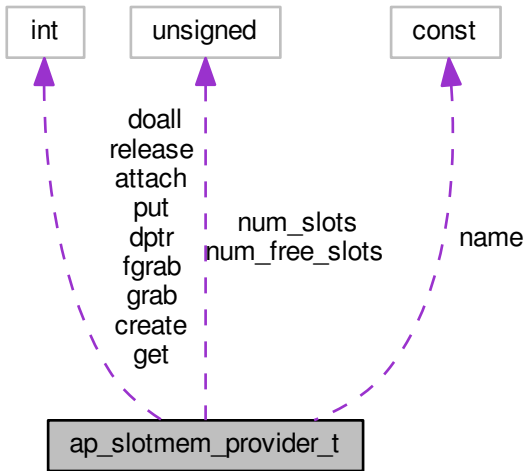 int
unsigned
const
doall
release
attach
put
dptr
fgrab
grab
create
get
num_slots
num_free_slots
name
ap_slotmem_provider_t